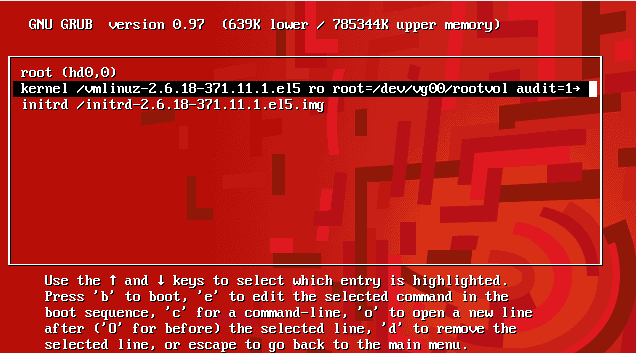 GNU GRUB  version 0.97  (639K lower / 785344K upper memory)
root (hd0,0)
kernel /vmlinuz-2.6.18-371.11.1.el5 ro root=/dev/vg00/rootvol audit=1→
initrd /initrd-2.6.18-371.11.1.el5.img
Use the ↑ and ↓ keys to select which entry is highlighted.
Press 'b' to boot, 'e' to edit the selected command in the
boot sequence, 'c' for a command-line, 'o' to open a new line
after ('O' for before) the selected line, 'd' to remove the
selected line, or escape to go back to the main menu.